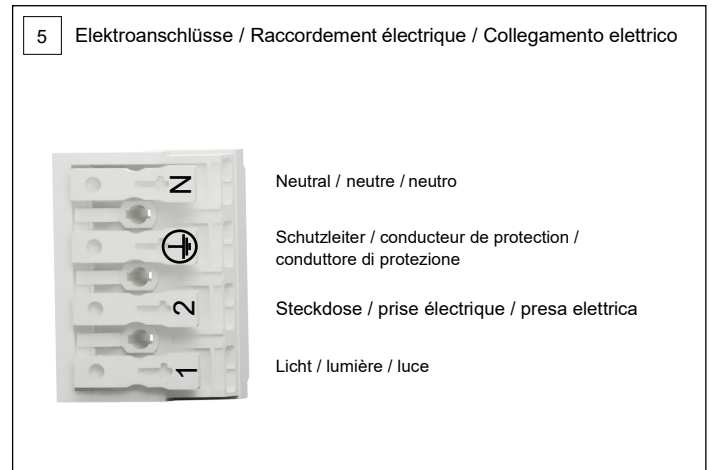 5 Elektroanschlüsse / Raccordement électrique / Collegamento elettrico
N
Neutral / neutre / neutro
Schutzleiter / conducteur de protection /
conduttore di protezione
2
Steckdose / prise électrique / presa elettrica
1
Licht / lumière / luce